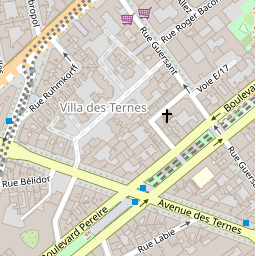 Rue Roger Bacon
Rue Guersant
Voie E/17
Rue Ruhmkorff
Villa des Ternes
Boulevard
Rue Bélidor
Rue Guersa
Avenue des Ternes
Boulevard Pereire
Rue Labie